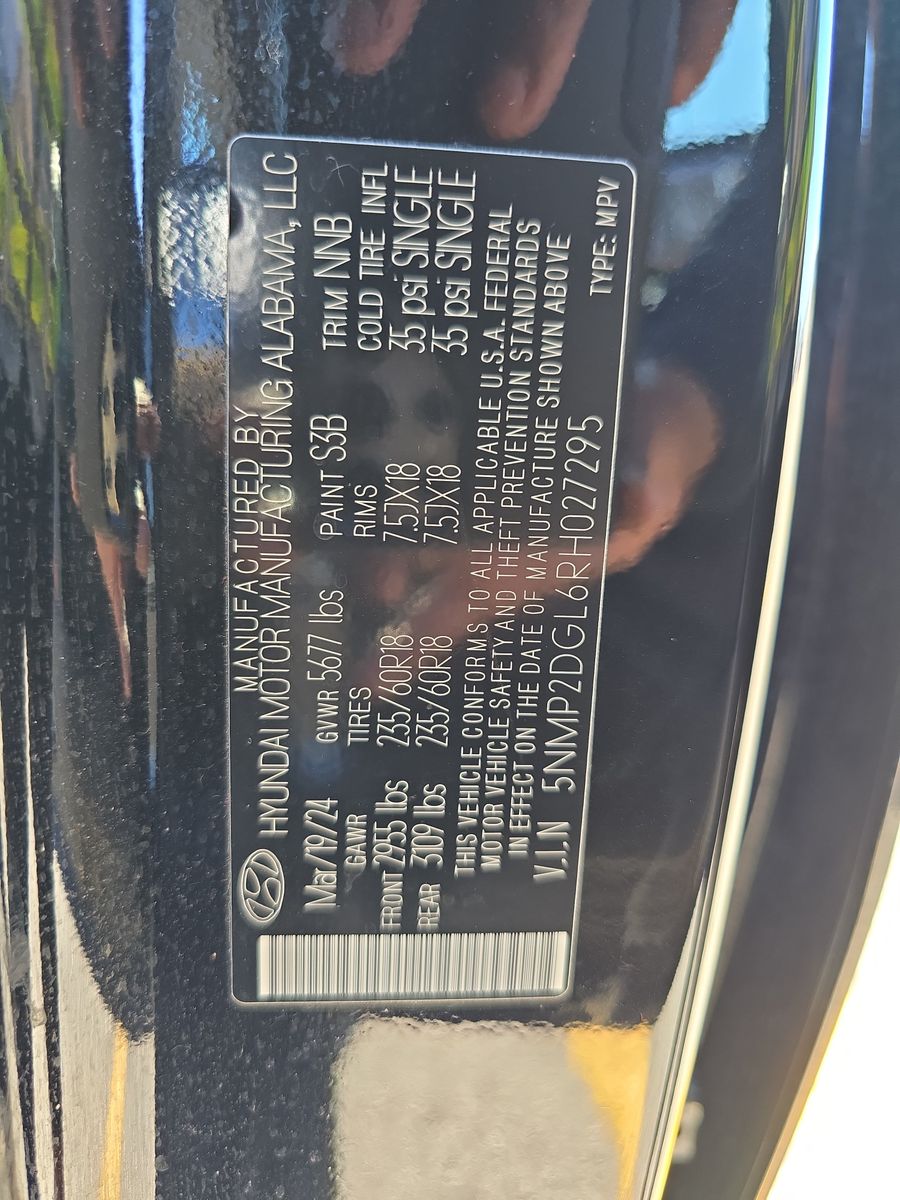 MANUFACTURED BY
HYUNDAI MOTOR MANUFACTURING ALABAMA, LLC
Mar/19/24 GVWR 5677 lbs PAINT S3B TRIM NNB
GAWR TIRES RIMS COLD TIRE INFL
FRONT 2955 lbs 235/60R18 7.5JX18 35 psi SINGLE
REAR 3109 lbs 235/60R18 7.5JX18 35 psi SINGLE
THIS VEHICLE CONFORMS TO ALL APPLICABLE U.S.A. FEDERAL
MOTOR VEHICLE SAFETY AND THEFT PREVENTION STANDARDS
IN EFFECT ON THE DATE OF MANUFACTURE SHOWN ABOVE
V.I.N 5NMP2DGL6RH027295 TYPE: MPV